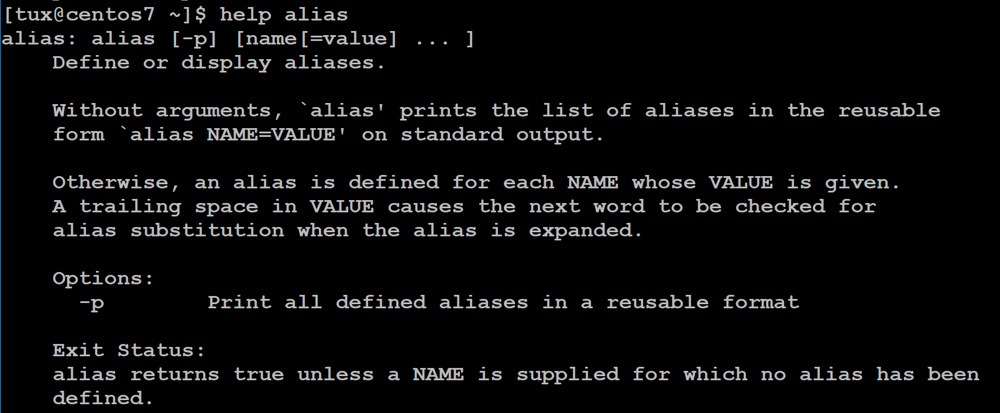 [tux@centos7 ~]$ help alias
alias: alias [-p] [name[=value] ... ]
    Define or display aliases.

    Without arguments, `alias' prints the list of aliases in the reusable
    form `alias NAME=VALUE' on standard output.

    Otherwise, an alias is defined for each NAME whose VALUE is given.
    A trailing space in VALUE causes the next word to be checked for
    alias substitution when the alias is expanded.

    Options:
      -p        Print all defined aliases in a reusable format

    Exit Status:
    alias returns true unless a NAME is supplied for which no alias has been
    defined.